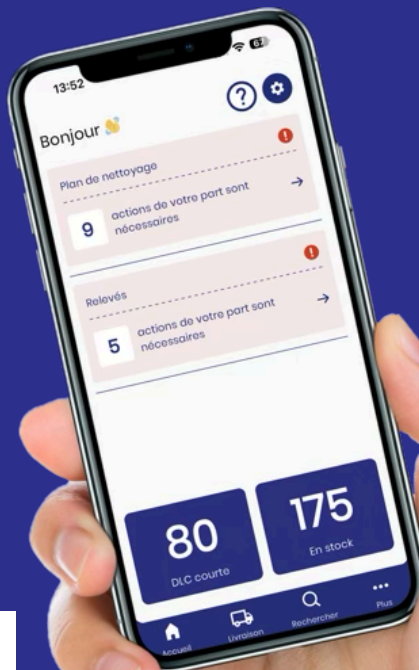 13:52
62
Bonjour 👋
Plan de nettoyage
9
actions de votre part sont
nécessaires
Relevés
5
actions de votre part sont
nécessaires
80
DLC courte
175
En stock
Accueil
Livraison
Rechercher
Plus